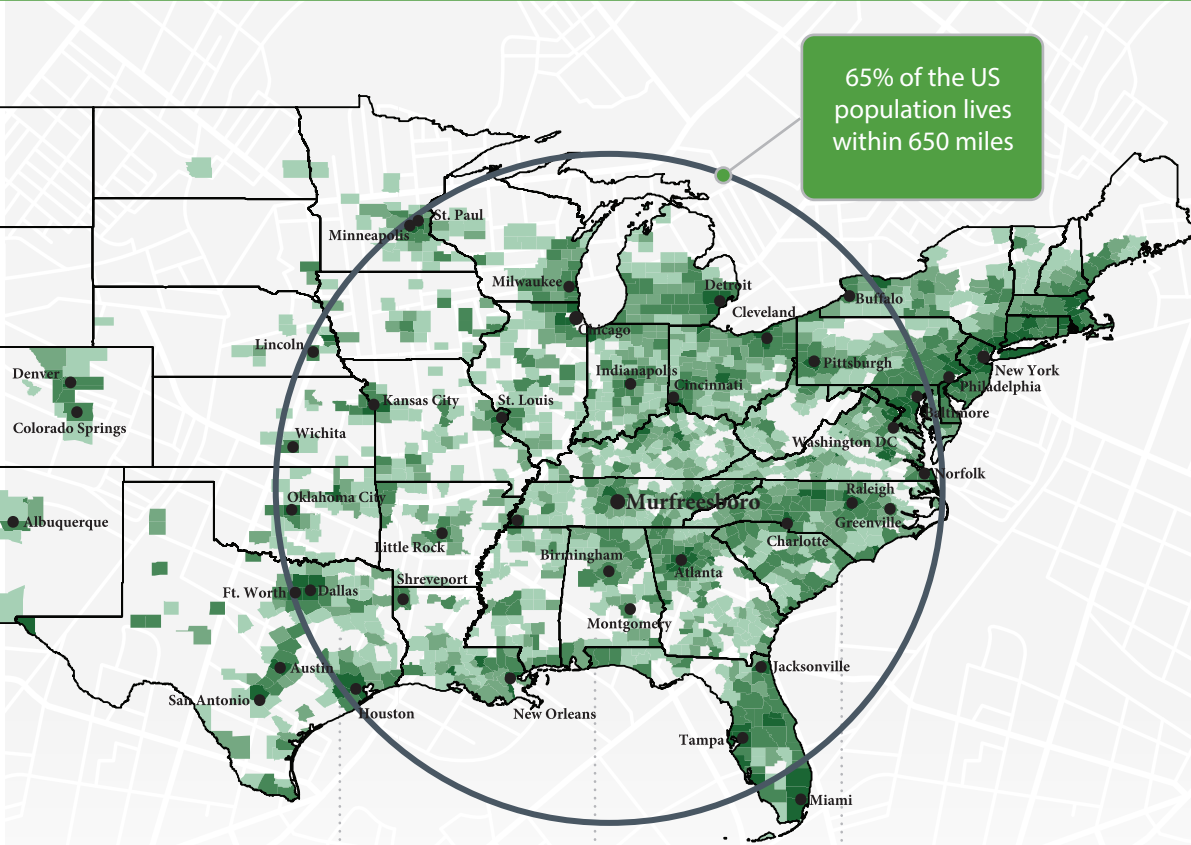 65% of the US
population lives
within 650 miles
St. Paul
Minneapolis
Milwaukee
Detroit
Buffalo
Cleveland
Chicago
Lincoln
Pittsburgh
New York
Denver
Indianapolis
Cincinnati
Philadelphia
Kansas City
St. Louis
Baltimore
Colorado Springs
Wichita
Washington DC
Norfolk
Oklahoma City
Murfreesboro
Raleigh
Albuquerque
Greenville
Little Rock
Charlotte
Birmingham
Atlanta
Shreveport
Ft. Worth
Dallas
Montgomery
Austin
Jacksonville
San Antonio
Houston
New Orleans
Tampa
Miami